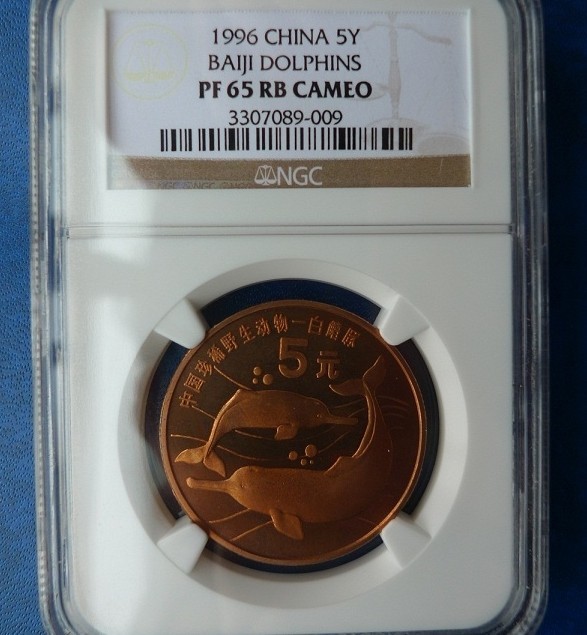 1996 CHINA 5Y
BAIJI DOLPHINS
PF 65 RB CAMEO
3307089-009
NGC
中国珍稀野生动物—白鳍豚
5元